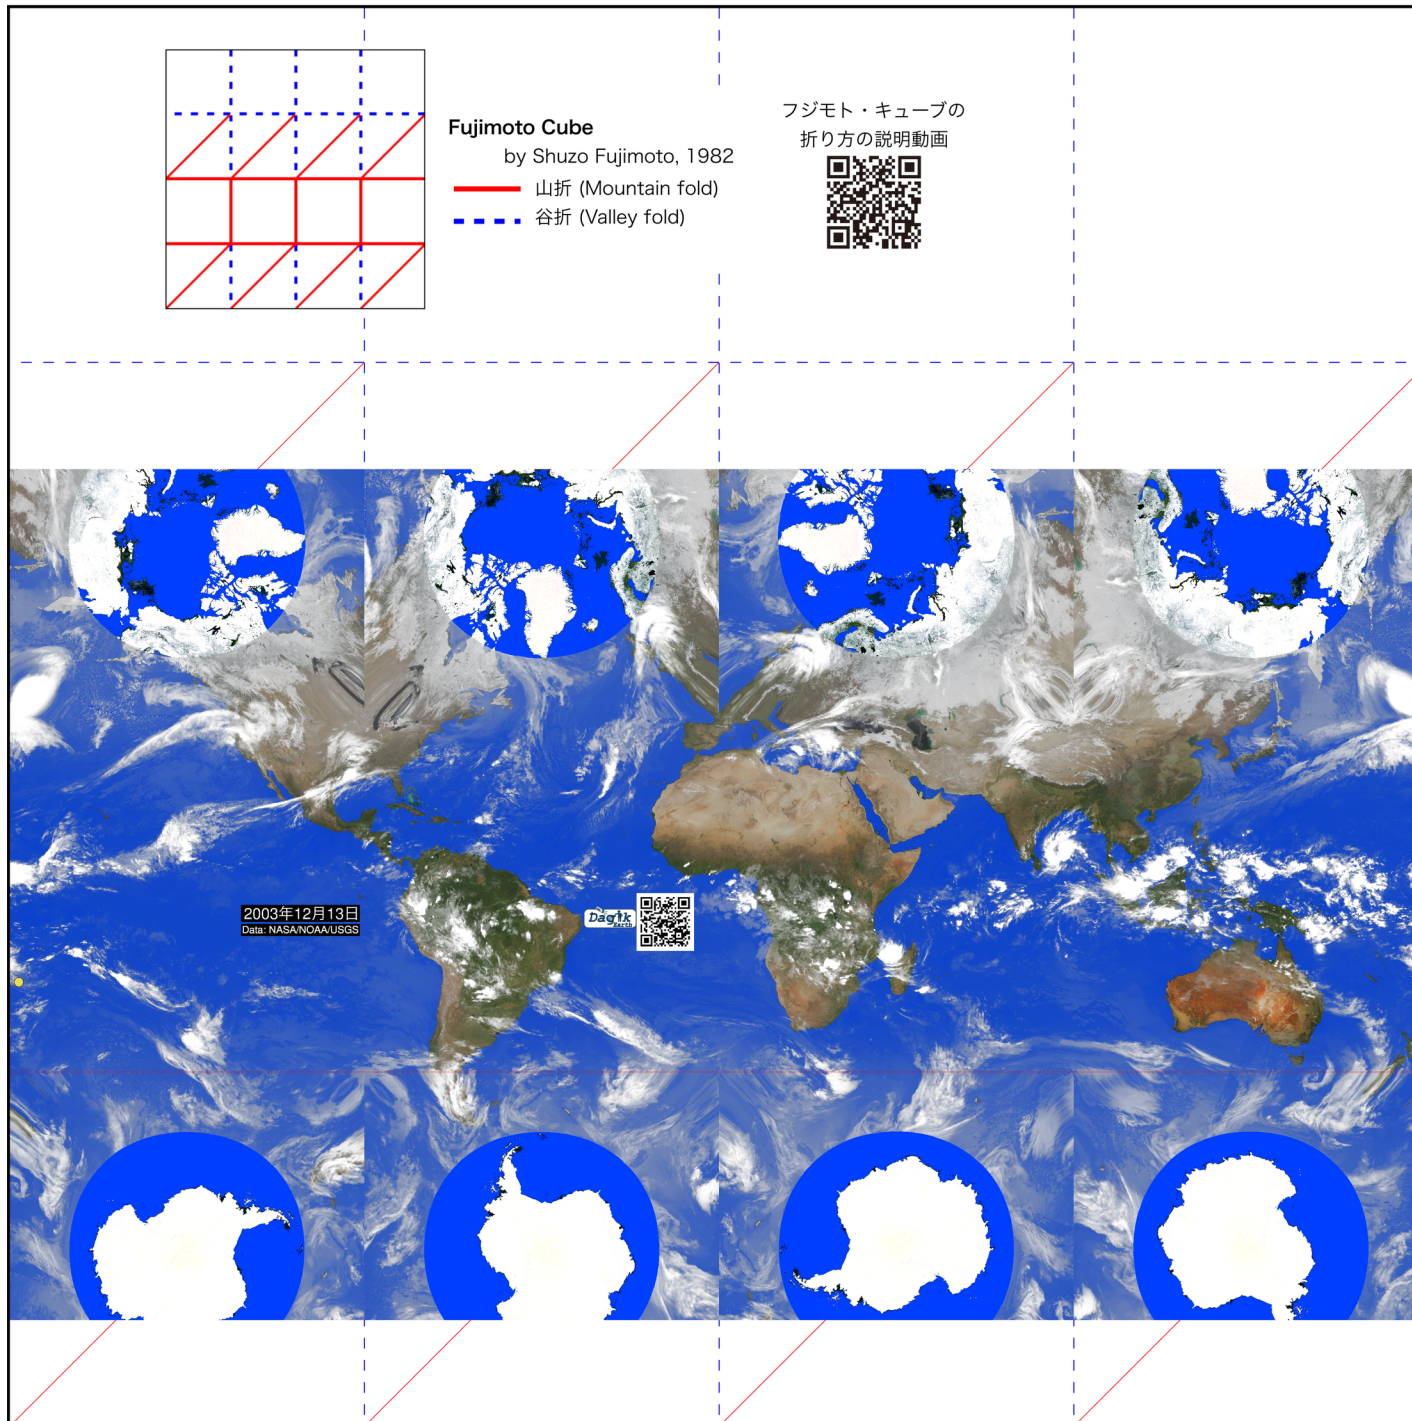 Fujimoto Cube
by Shuzo Fujimoto, 1982
山折 (Mountain fold)
谷折 (Valley fold)
フジモト・キューブの
折り方の説明動画
2003年12月13日
Data: NASA/NOAA/USGS
Dagik
Earth